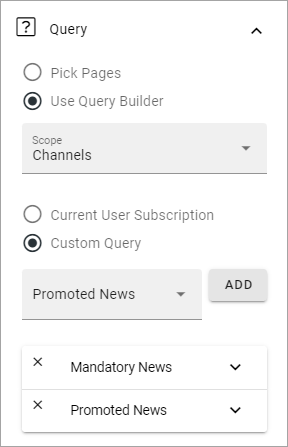 Query
Pick Pages
Use Query Builder
Scope
Channels
Current User Subscription
Custom Query
Promoted News
ADD
Mandatory News
Promoted News